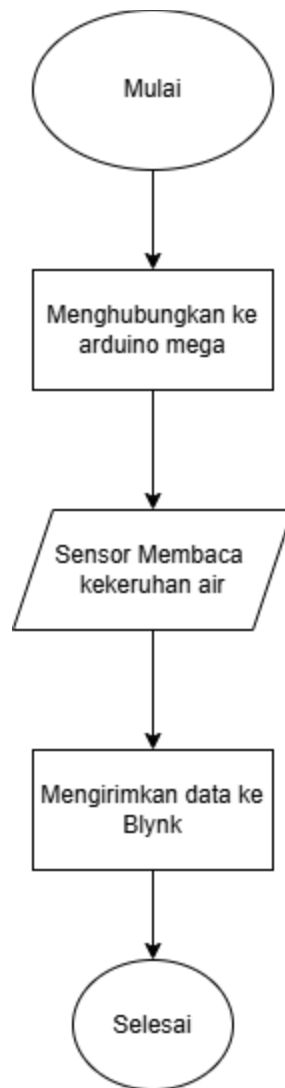 Mulai
Menghubungkan ke
arduino mega
Sensor Membaca
kekeruhan air
Mengirimkan data ke
Blynk
Selesai